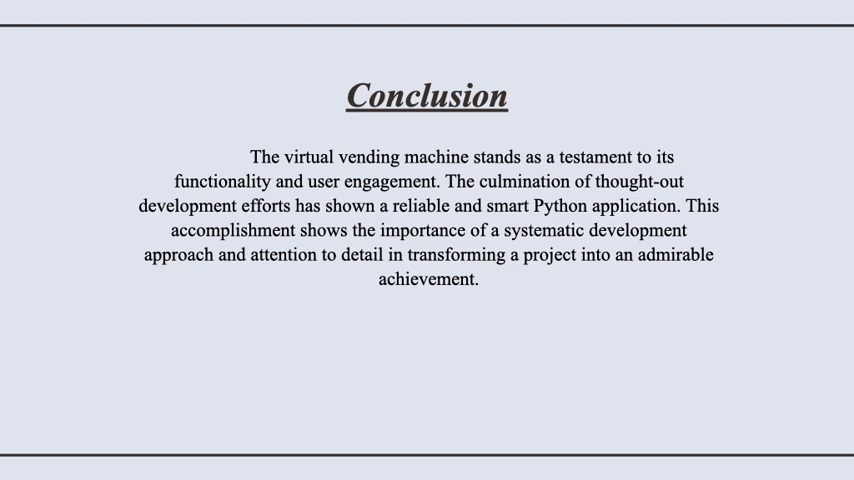 Conclusion
The virtual vending machine stands as a testament to its
functionality and user engagement. The culmination of thought-out
development efforts has shown a reliable and smart Python application. This
accomplishment shows the importance of a systematic development
approach and attention to detail in transforming a project into an admirable
achievement.